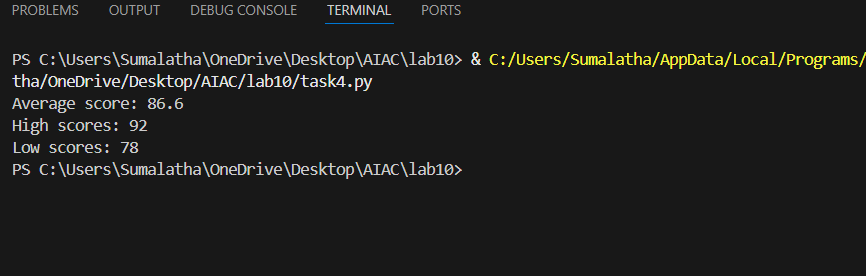 PROBLEMS OUTPUT DEBUG CONSOLE TERMINAL PORTS
PS C:\Users\Sumalatha\OneDrive\Desktop\AIAC\lab10> & C:/Users/Sumalatha/AppData/Local/Programs/
tha/OneDrive/Desktop/AIAC/lab10/task4.py
Average score: 86.6
High scores: 92
Low scores: 78
PS C:\Users\Sumalatha\OneDrive\Desktop\AIAC\lab10>